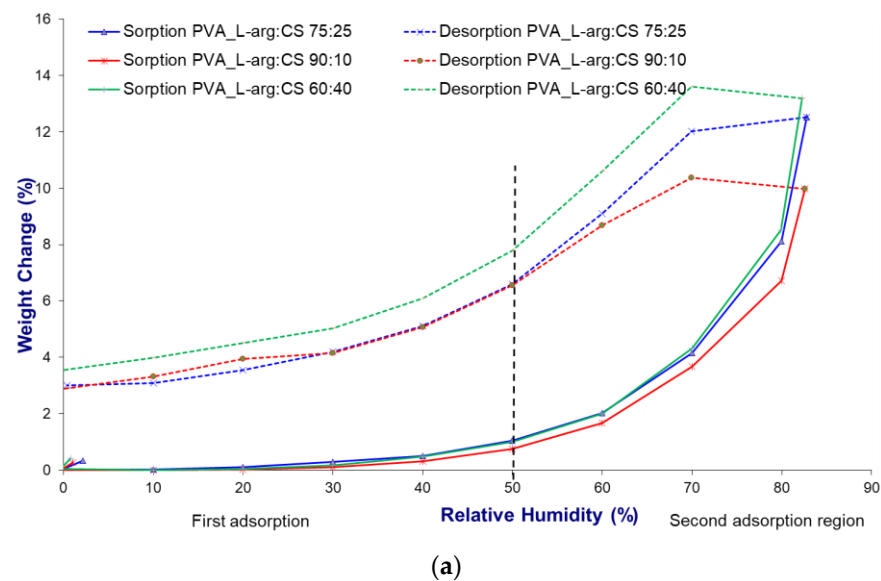 16
14
12
10
8
6
4
2
0
Weight Change (%)
Sorption PVA_L-arg:CS 75:25
Desorption PVA_L-arg:CS 75:25
Sorption PVA_L-arg:CS 90:10
Desorption PVA_L-arg:CS 90:10
Sorption PVA_L-arg:CS 60:40
Desorption PVA_L-arg:CS 60:40
0 10 20 30 40 50 60 70 80 90
First adsorption
Relative Humidity (%)
Second adsorption region
(a)